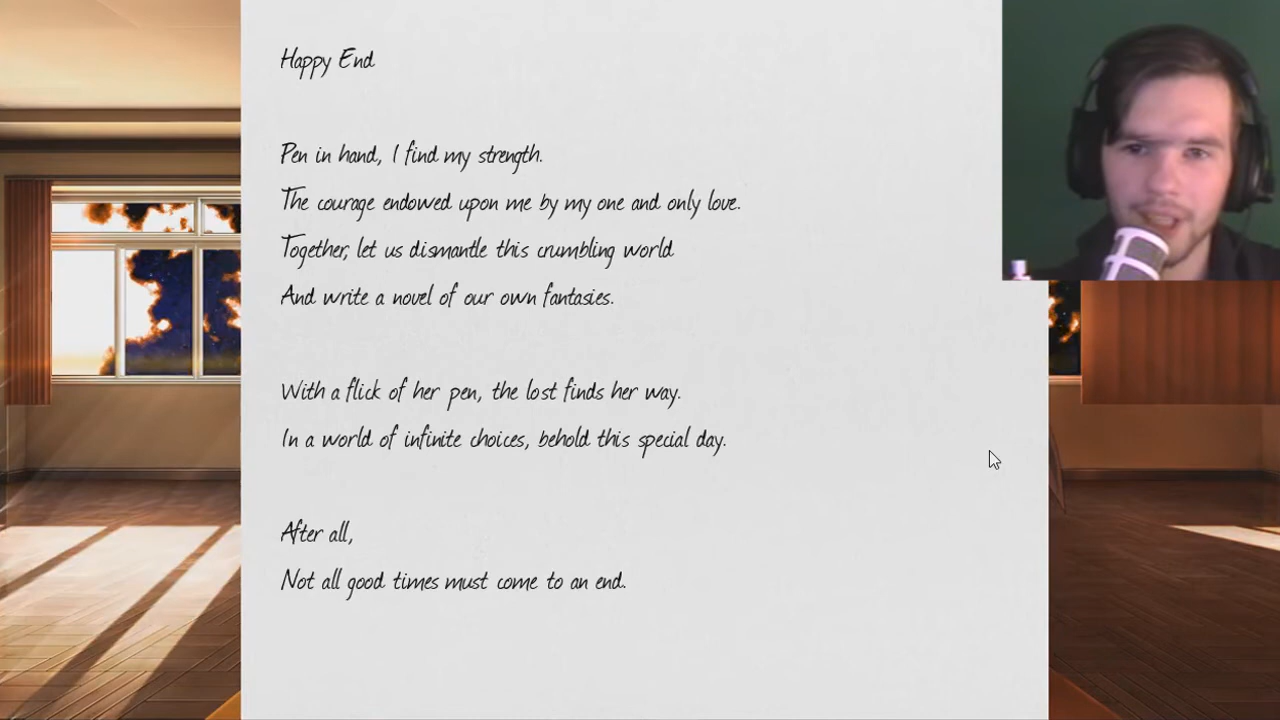 Happy End
Pen in hand, I find my strength.
The courage endowed upon me by my one and only love.
Together, let us dismantle this crumbling world
And write a novel of our own fantasies.
With a flick of her pen, the lost finds her way.
In a world of infinite choices, behold this special day.
After all,
Not all good times must come to an end.